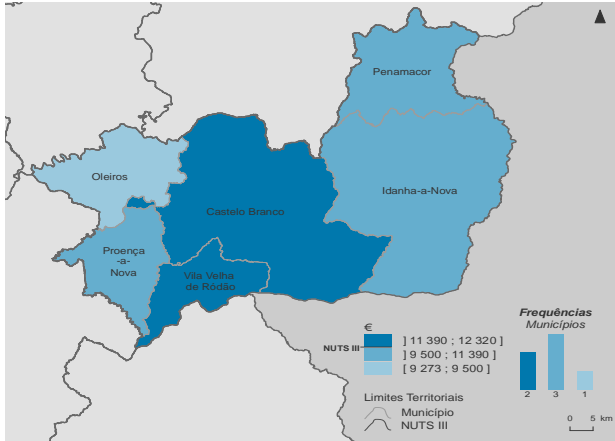 Penamacor
Oleiros
Idanha-a-Nova
Castelo Branco
Proença
-a-
Nova
Vila Velha
de Ródão
€
] 11 390 ; 12 320 ]
NUTS III
] 9 500 ; 11 390 ]
[ 9 273 ; 9 500 ]
Limites Territoriais
Município
NUTS III
Frequências
Municípios
2 3 1
0 5 km